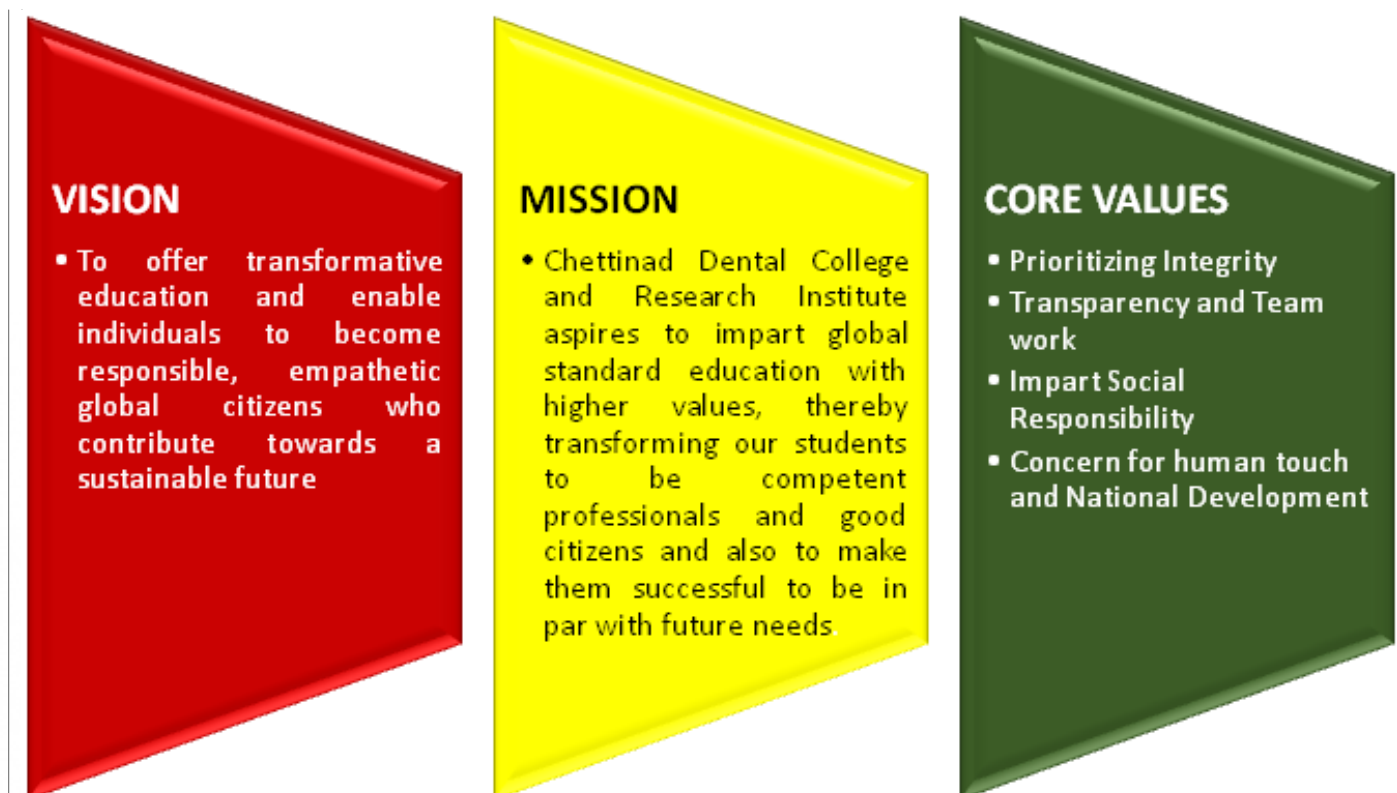 VISION
• To offer transformative
education and enable
individuals to become
responsible, empathetic
global citizens who
contribute towards a
sustainable future
MISSION
• Chettinad Dental College
and Research Institute
aspires to impart global
standard education with
higher values, thereby
transforming our students
to be competent
professionals and good
citizens and also to make
them successful to be in
par with future needs.
CORE VALUES
• Prioritizing Integrity
• Transparency and Team
work
• Impart Social
Responsibility
• Concern for human touch
and National Development